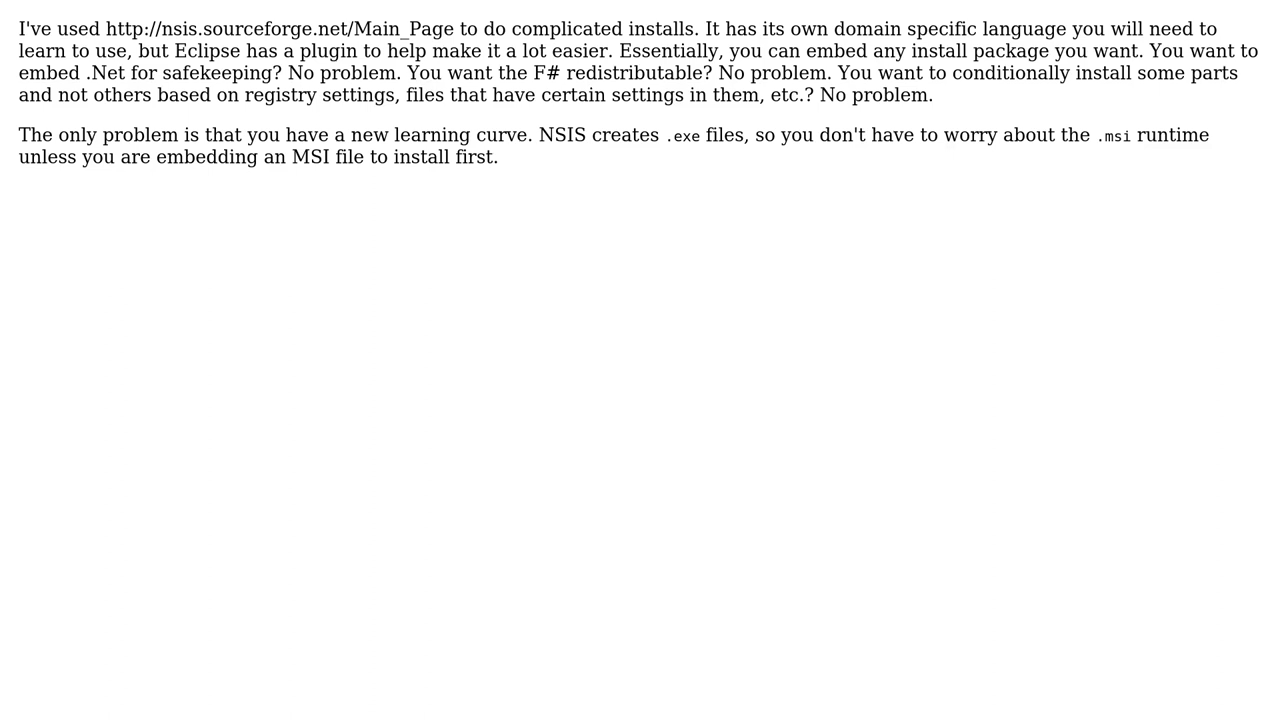 I've used http://nsis.sourceforge.net/Main_Page to do complicated installs. It has its own domain specific language you will need to
learn to use, but Eclipse has a plugin to help make it a lot easier. Essentially, you can embed any install package you want. You want to
embed .Net for safekeeping? No problem. You want the F# redistributable? No problem. You want to conditionally install some parts
and not others based on registry settings, files that have certain settings in them, etc.? No problem.
The only problem is that you have a new learning curve. NSIS creates .exe files, so you don't have to worry about the .msi runtime
unless you are embedding an MSI file to install first.